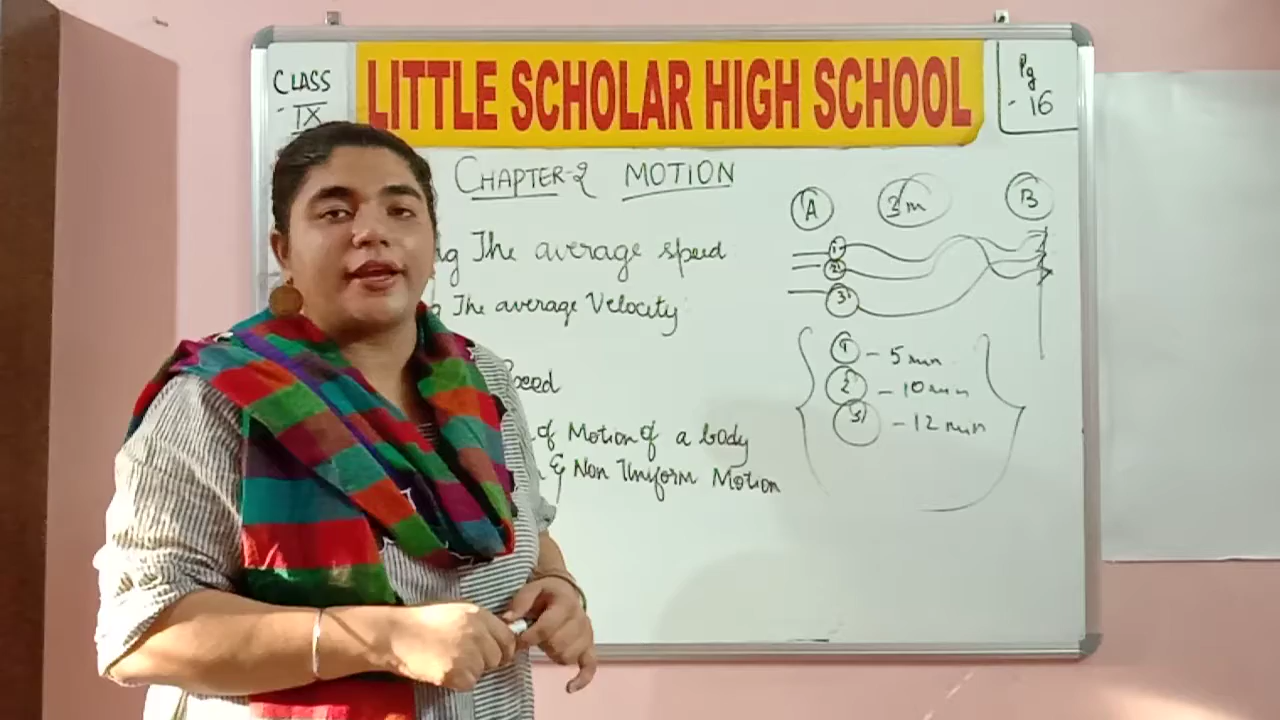 CLASS
- IX
LITTLE SCHOLAR HIGH SCHOOL
Pg
- 16
CHAPTER-2 MOTION
The average speed
The average Velocity
of Motion of a body
& Non Uniform Motion
A 3m B
1
2
3
1 - 5 min
2 - 10 min
3 - 12 min